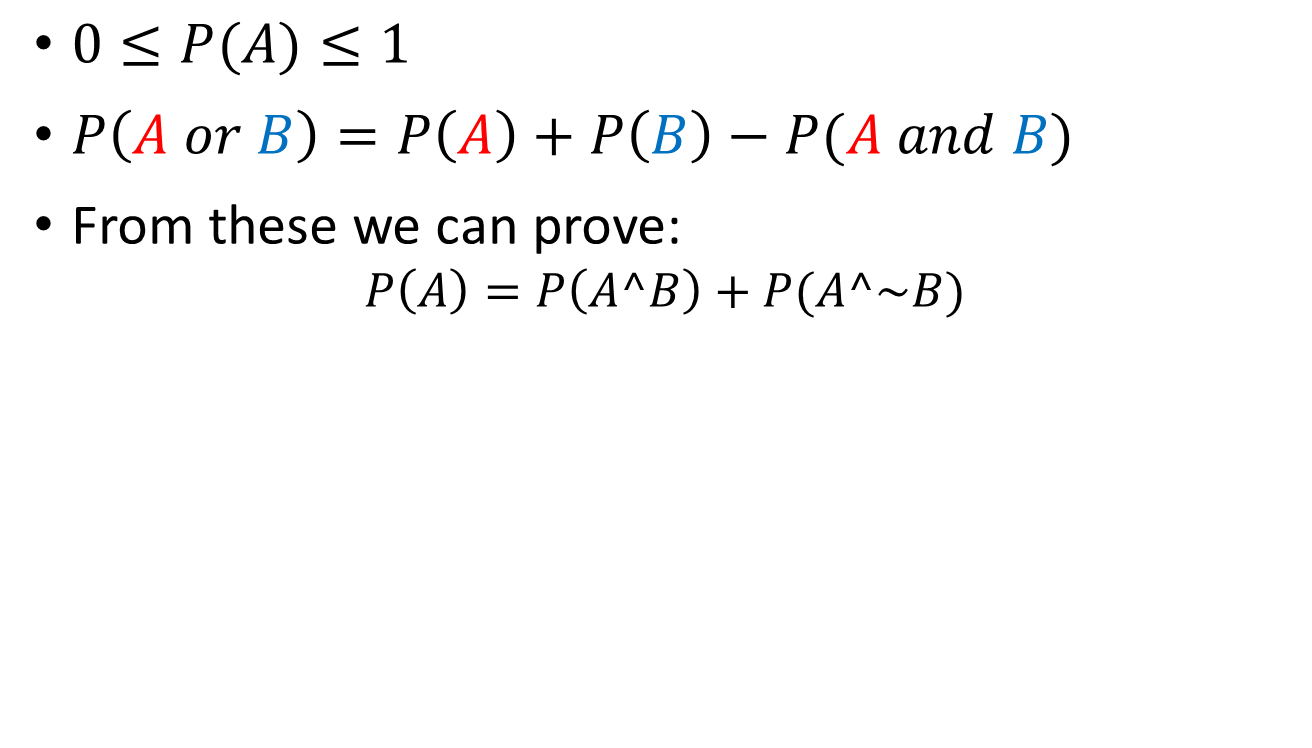 • 0 ≤ P(A) ≤ 1
• P(A or B) = P(A) + P(B) − P(A and B)
• From these we can prove:
P(A) = P(A^B) + P(A^~B)